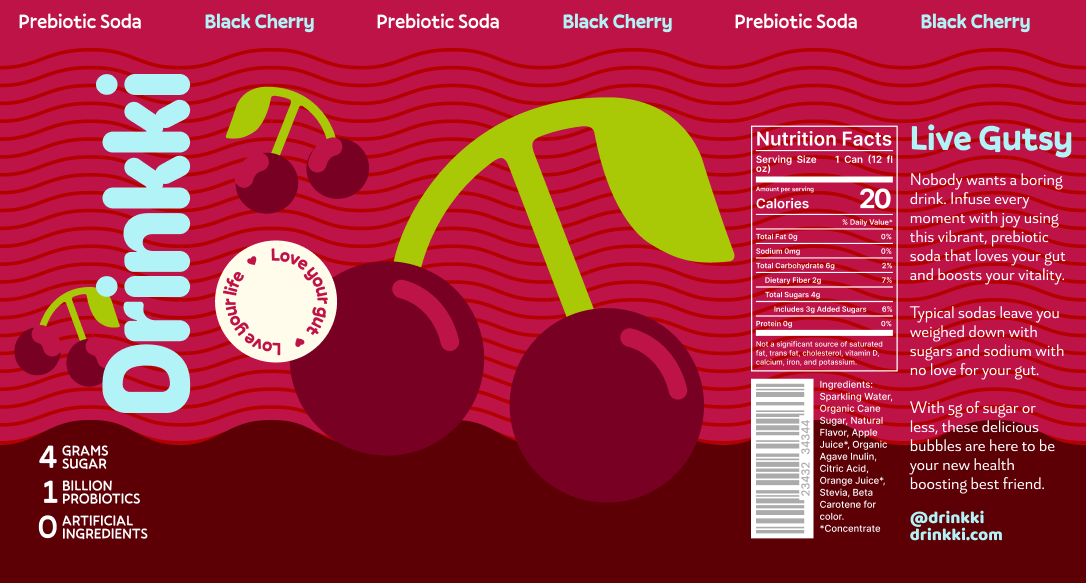 Prebiotic Soda
Black Cherry
Prebiotic Soda
Black Cherry
Prebiotic Soda
Black Cherry
Drinkki
Love your gut
Love your life
4 GRAMS
SUGAR
1 BILLION
PROBIOTICS
0 ARTIFICIAL
INGREDIENTS
Nutrition Facts
Serving Size 1 Can (12 fl
oz)
Amount per serving
Calories 20
% Daily Value*
Total Fat 0g 0%
Sodium 0mg 0%
Total Carbohydrate 6g 2%
Dietary Fiber 2g 7%
Total Sugars 4g
Includes 3g Added Sugars 6%
Protein 0g 0%
Not a significant source of saturated
fat, trans fat, cholesterol, vitamin D,
calcium, iron, and potassium.
23432 34344
Ingredients:
Sparkling Water,
Organic Cane
Sugar, Natural
Flavor, Apple
Juice*, Organic
Agave Inulin,
Citric Acid,
Orange Juice*,
Stevia, Beta
Carotene for
color.
*Concentrate
Live Gutsy
Nobody wants a boring
drink. Infuse every
moment with joy using
this vibrant, prebiotic
soda that loves your gut
and boosts your vitality.
Typical sodas leave you
weighed down with
sugars and sodium with
no love for your gut.
With 5g of sugar or
less, these delicious
bubbles are here to be
your new health
boosting best friend.
@drinkki
drinkki.com